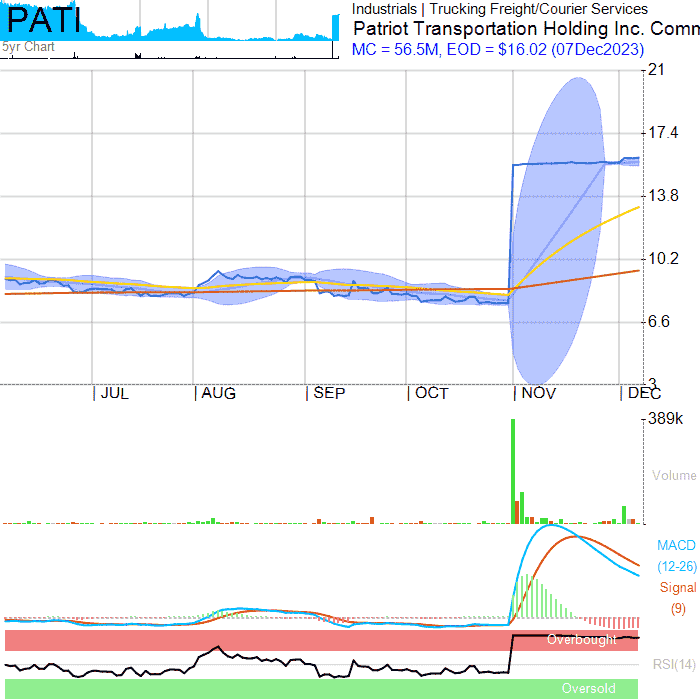 PATI
5yr Chart
Industrials | Trucking Freight/Courier Services
Patriot Transportation Holding Inc. Comm
MC = 56.5M, EOD = $16.02 (07Dec2023)
21
17.4
13.8
10.2
6.6
3
JUL
AUG
SEP
OCT
NOV
DEC
389k
Volume
MACD
(12-26)
Signal
(9)
Overbought
RSI(14)
Oversold